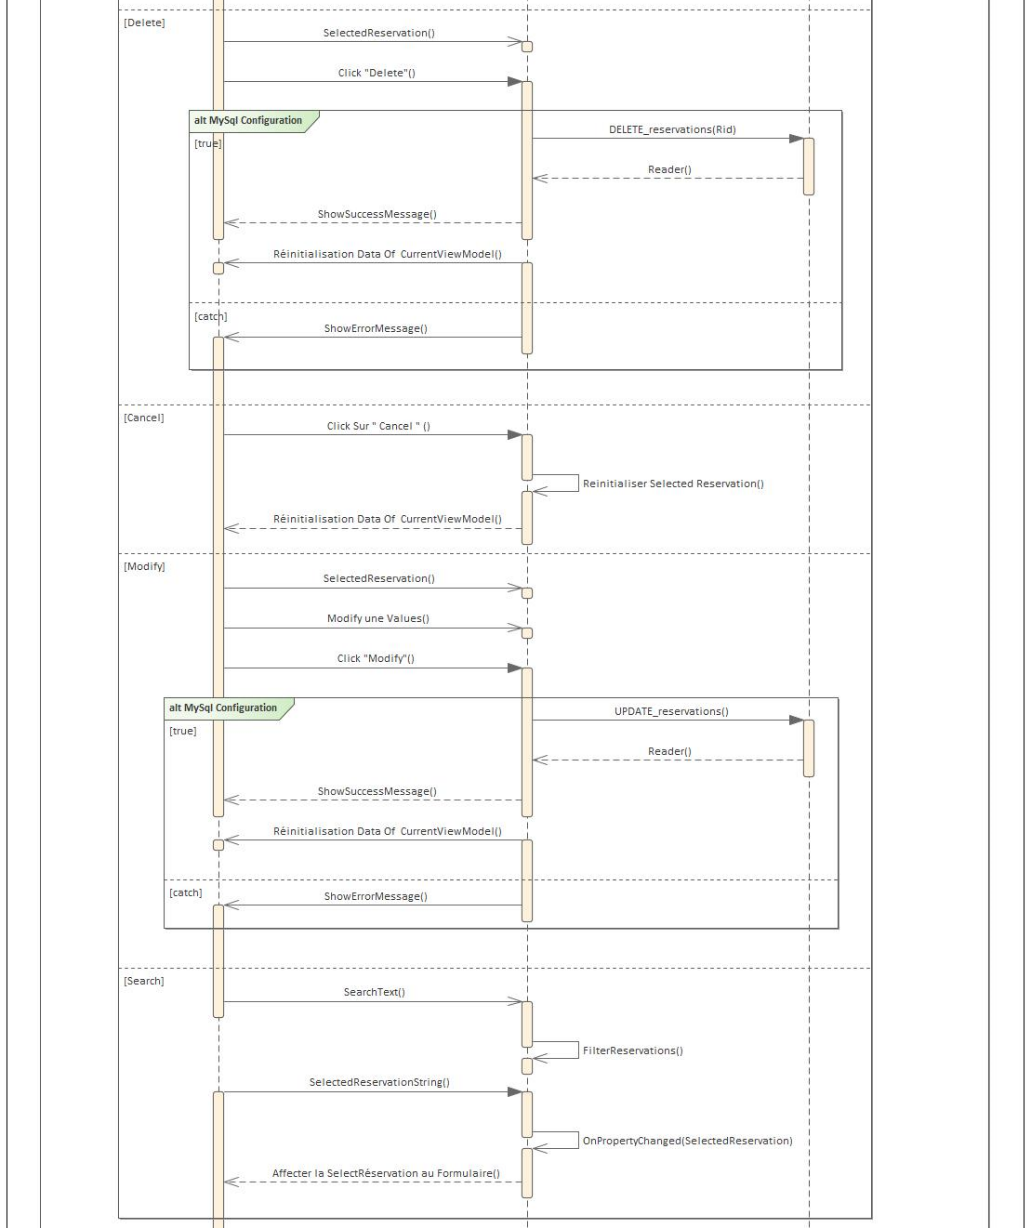 [Delete]
SelectedReservation()
Click "Delete"()
alt MySql Configuration
[true]
DELETE_reservations(Rid)
Reader()
ShowSuccessMessage()
Réinitialisation Data Of  CurrentViewModel()
[catch]
ShowErrorMessage()
[Cancel]
Click Sur " Cancel " ()
Reinitialiser Selected Reservation()
Réinitialisation Data Of  CurrentViewModel()
[Modify]
SelectedReservation()
Modify une Values()
Click "Modify"()
alt MySql Configuration
[true]
UPDATE_reservations()
Reader()
ShowSuccessMessage()
Réinitialisation Data Of  CurrentViewModel()
[catch]
ShowErrorMessage()
[Search]
SearchText()
FilterReservations()
SelectedReservationString()
OnPropertyChanged(SelectedReservation)
Affecter la SelectRéservation au Formulaire()